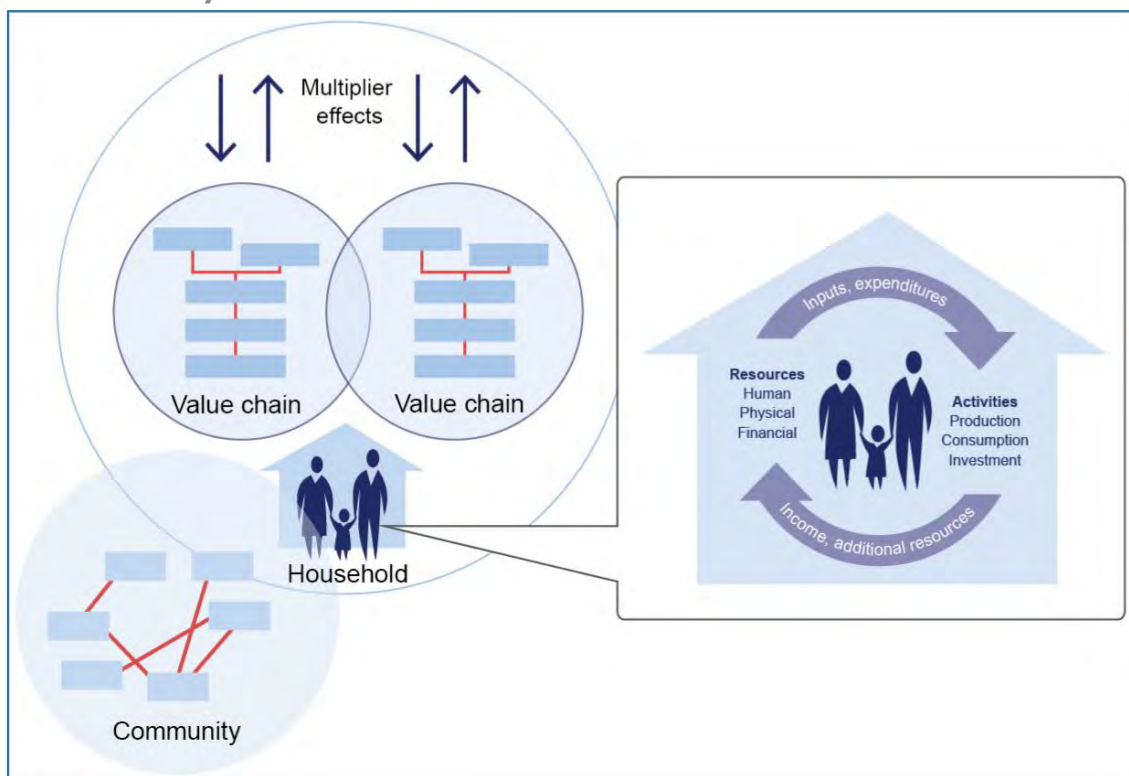 Multiplier
effects
Value chain
Value chain
Household
Community
Inputs, expenditures
Resources
Human
Physical
Financial
Activities
Production
Consumption
Investment
Income, additional resources